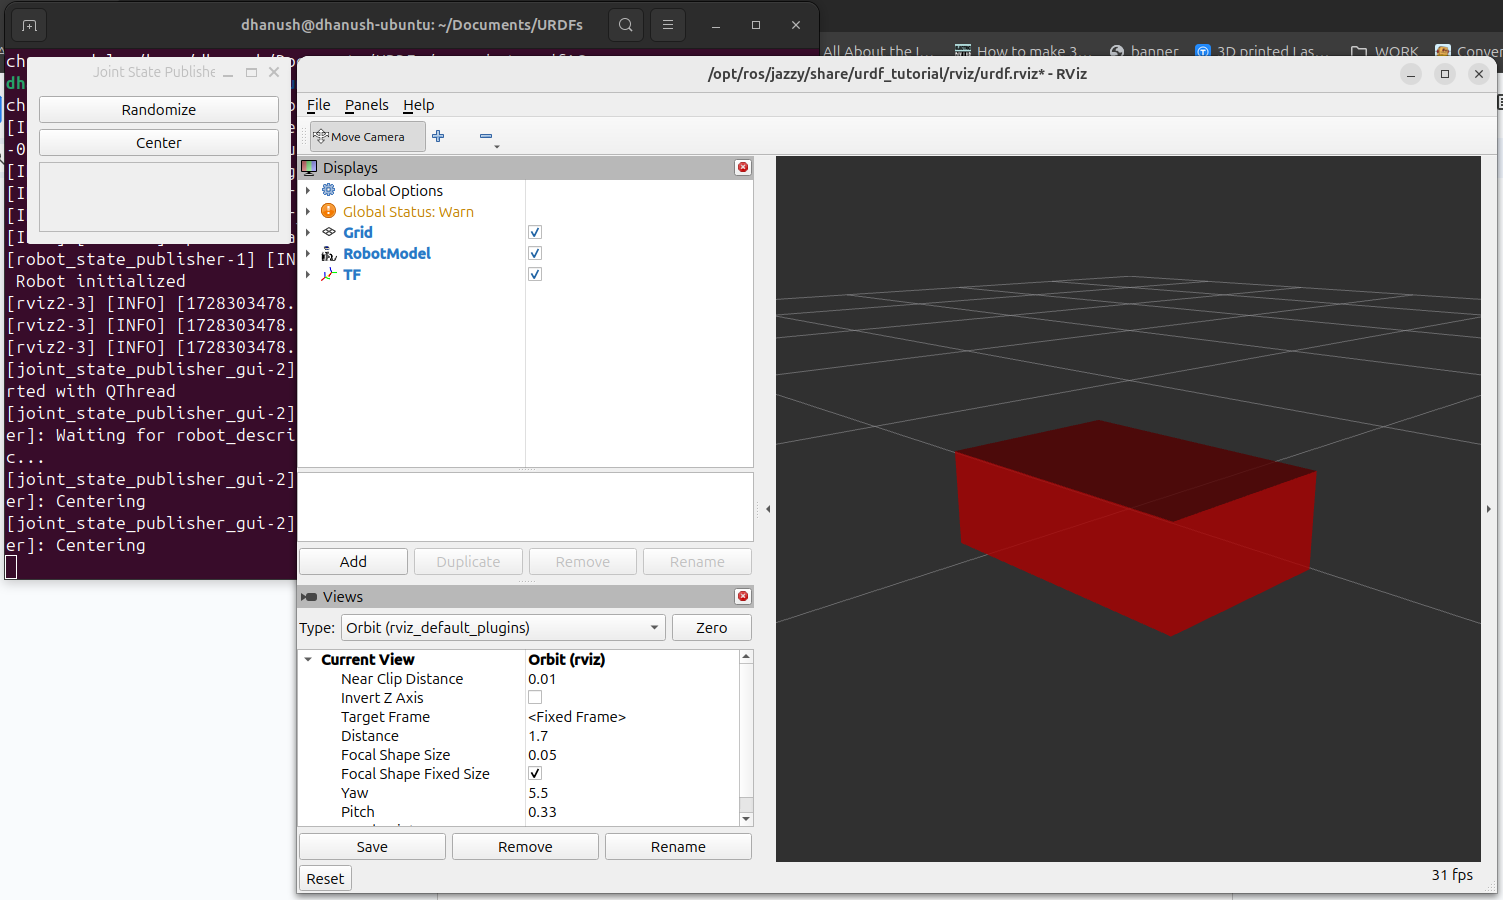 dhanush@dhanush-ubuntu: ~/Documents/URDFs
All About the I...
How to make 3...
banner
3D printed Las...
WORK
Conver
Joint State Publishe
Randomize
Center
dh
ch
[I
-0
[I
[I
[I
[robot_state_publisher-1] [IN
Robot initialized
[rviz2-3] [INFO] [1728303478.
[rviz2-3] [INFO] [1728303478.
[rviz2-3] [INFO] [1728303478.
[joint_state_publisher_gui-2]
rted with QThread
[joint_state_publisher_gui-2]
er]: Waiting for robot_descri
c...
[joint_state_publisher_gui-2]
er]: Centering
[joint_state_publisher_gui-2]
er]: Centering
/opt/ros/jazzy/share/urdf_tutorial/rviz/urdf.rviz* - RViz
File Panels Help
Move Camera
Displays
Global Options
Global Status: Warn
Grid
RobotModel
TF
Add Duplicate Remove Rename
Views
Type: Orbit (rviz_default_plugins) Zero
Current View Orbit (rviz)
Near Clip Distance 0.01
Invert Z Axis
Target Frame <Fixed Frame>
Distance 1.7
Focal Shape Size 0.05
Focal Shape Fixed Size
Yaw 5.5
Pitch 0.33
Save Remove Rename
Reset
31 fps